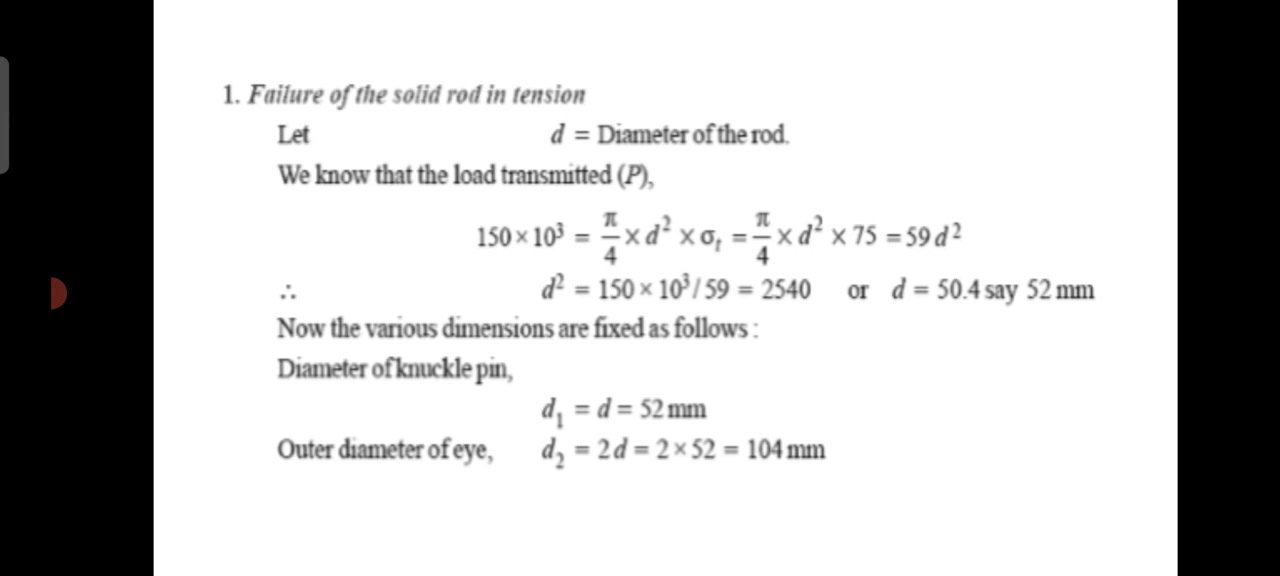 1. Failure of the solid rod in tension
Let d = Diameter of the rod.
We know that the load transmitted (P),
150 × 10³ = π/4 × d² × σₜ = π/4 × d² × 75 = 59 d²
∴ d² = 150 × 10³ / 59 = 2540 or d = 50.4 say 52 mm
Now the various dimensions are fixed as follows :
Diameter of knuckle pin,
d₁ = d = 52 mm
Outer diameter of eye, d₂ = 2 d = 2 × 52 = 104 mm